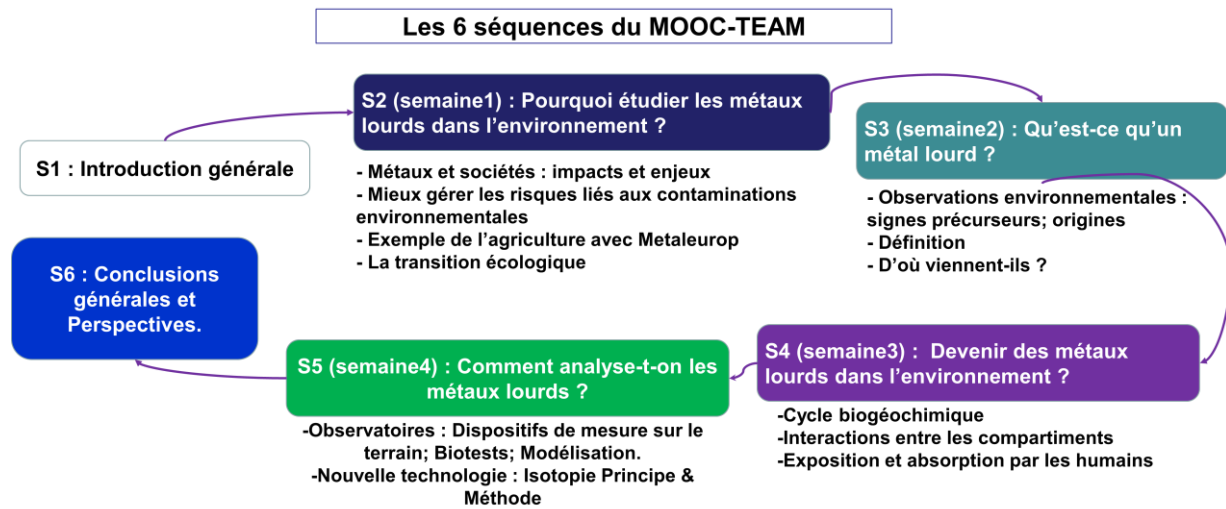 Les 6 séquences du MOOC-TEAM
S1 : Introduction générale
S2 (semaine1) : Pourquoi étudier les métaux
lourds dans l'environnement ?
- Métaux et sociétés : impacts et enjeux
- Mieux gérer les risques liés aux contaminations
environnementales
- Exemple de l'agriculture avec Metaleurop
- La transition écologique
S3 (semaine2) : Qu'est-ce qu'un
métal lourd ?
- Observations environnementales :
signes précurseurs; origines
- Définition
- D'où viennent-ils ?
S4 (semaine3) : Devenir des métaux
lourds dans l'environnement ?
-Cycle biogéochimique
-Interactions entre les compartiments
-Exposition et absorption par les humains
S5 (semaine4) : Comment analyse-t-on les
métaux lourds ?
-Observatoires : Dispositifs de mesure sur le
terrain; Biotests; Modélisation.
-Nouvelle technologie : Isotopie Principe &
Méthode
S6 : Conclusions
générales et
Perspectives.